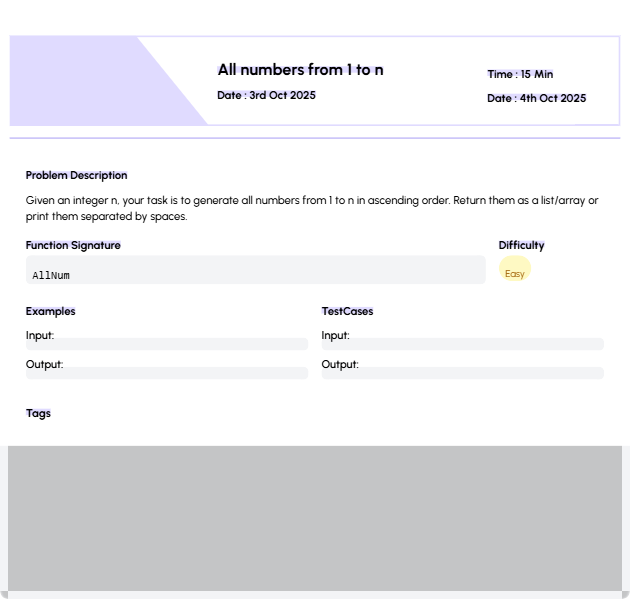 All numbers from 1 to n
Time : 15 Min
Date : 3rd Oct 2025
Date : 4th Oct 2025
Problem Description
Given an integer n, your task is to generate all numbers from 1 to n in ascending order. Return them as a list/array or
print them separated by spaces.
Function Signature
Difficulty
AllNum
Easy
Examples
TestCases
Input:
Input:
Output:
Output:
Tags